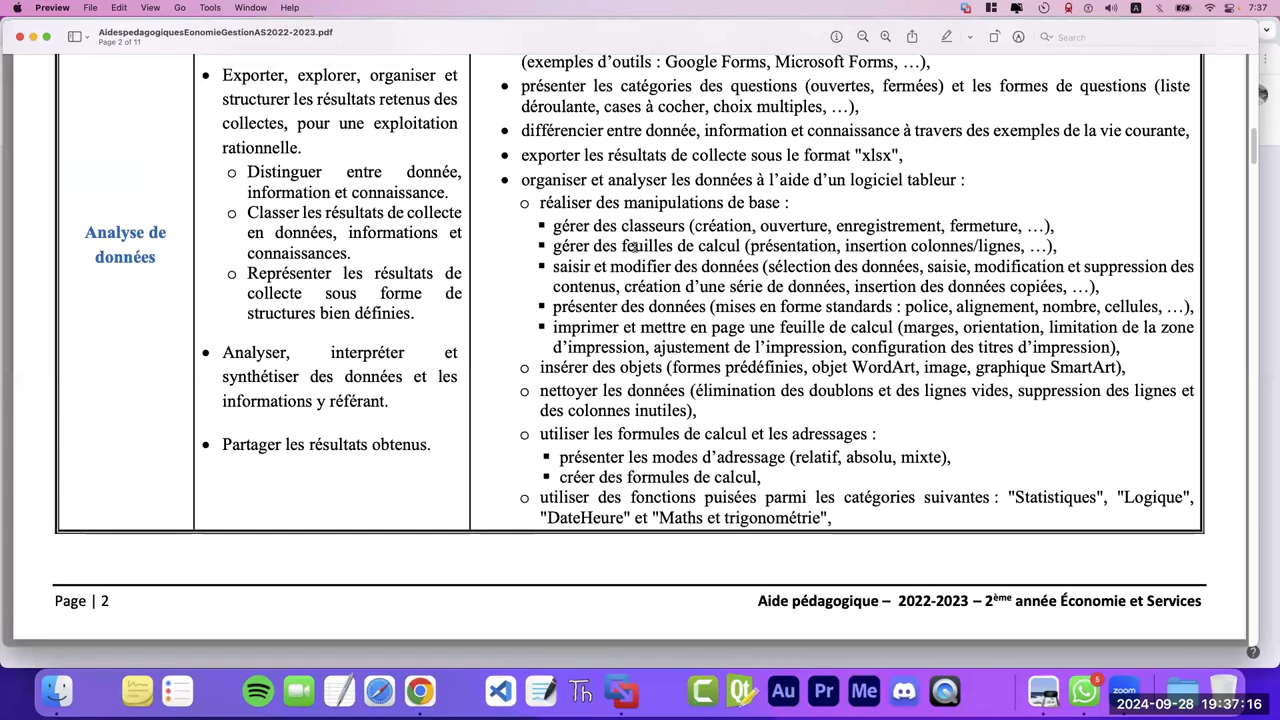 Preview File Edit View Go Tools Window Help
A
7:37
AidespedagogiquesEonomieGestionAS2022-2023.pdf
Page 2 of 11
Search
(exemples d'outils : Google Forms, Microsoft Forms, …),
• Exporter, explorer, organiser et
structurer les résultats retenus des
collectes, pour une exploitation
rationnelle.
o Distinguer entre donnée,
information et connaissance.
o Classer les résultats de collecte
en données, informations et
connaissances.
o Représenter les résultats de
collecte sous forme de
structures bien définies.
• Analyser, interpréter et
synthétiser des données et les
informations y référant.
• Partager les résultats obtenus.
Analyse de
données
• présenter les catégories des questions (ouvertes, fermées) et les formes de questions (liste
déroulante, cases à cocher, choix multiples, …),
• différencier entre donnée, information et connaissance à travers des exemples de la vie courante,
• exporter les résultats de collecte sous le format "xlsx",
• organiser et analyser les données à l'aide d'un logiciel tableur :
o réaliser des manipulations de base :
▪ gérer des classeurs (création, ouverture, enregistrement, fermeture, …),
▪ gérer des feuilles de calcul (présentation, insertion colonnes/lignes, …),
▪ saisir et modifier des données (sélection des données, saisie, modification et suppression des
contenus, création d'une série de données, insertion des données copiées, …),
▪ présenter des données (mises en forme standards : police, alignement, nombre, cellules, …),
▪ imprimer et mettre en page une feuille de calcul (marges, orientation, limitation de la zone
d'impression, ajustement de l'impression, configuration des titres d'impression),
o insérer des objets (formes prédéfinies, objet WordArt, image, graphique SmartArt),
o nettoyer les données (élimination des doublons et des lignes vides, suppression des lignes et
des colonnes inutiles),
o utiliser les formules de calcul et les adressages :
▪ présenter les modes d'adressage (relatif, absolu, mixte),
▪ créer des formules de calcul,
o utiliser des fonctions puisées parmi les catégories suivantes : "Statistiques", "Logique",
"DateHeure" et "Maths et trigonométrie",
Page | 2
Aide pédagogique – 2022-2023 – 2ème année Économie et Services
Th
Au
Pr
Me
Qt
5
zoom
2024-09-28 19:37:16